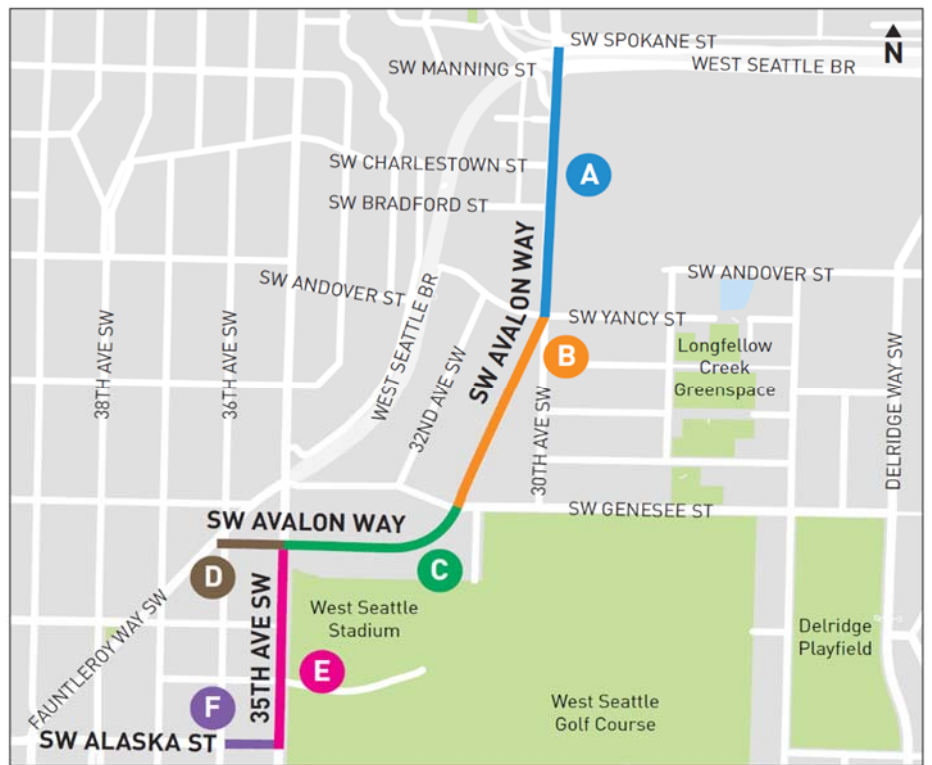 SW SPOKANE ST
N
SW MANNING ST
WEST SEATTLE BR
SW CHARLESTOWN ST
A
SW BRADFORD ST
SW ANDOVER ST
SW ANDOVER ST
SW AVALON WAY
WEST SEATTLE BR
SW YANCY ST
38TH AVE SW
36TH AVE SW
B
Longfellow
Creek
Greenspace
32ND AVE SW
30TH AVE SW
DELRIDGE WAY SW
SW GENESEE ST
SW AVALON WAY
C
D
FAUNTLEROY WAY SW
35TH AVE SW
West Seattle
Stadium
Delridge
Playfield
E
F
West Seattle
Golf Course
SW ALASKA ST